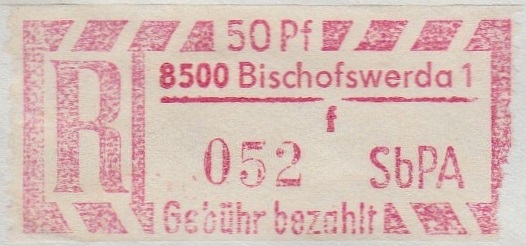 50 Pf
R
8500 Bischofswerda 1
f
052 SbPA
Gebühr bezahlt